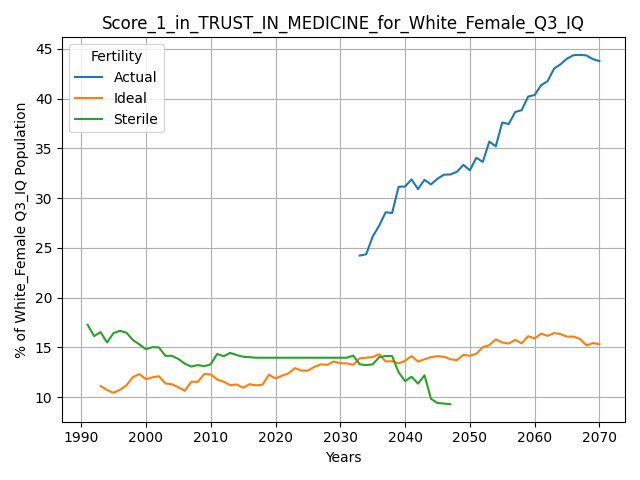 Score_1_in_TRUST_IN_MEDICINE_for_White_Female_Q3_IQ
Fertility
Actual
Ideal
Sterile
% of White_Female Q3_IQ Population
45
40
35
30
25
20
15
10
1990 2000 2010 2020 2030 2040 2050 2060 2070
Years